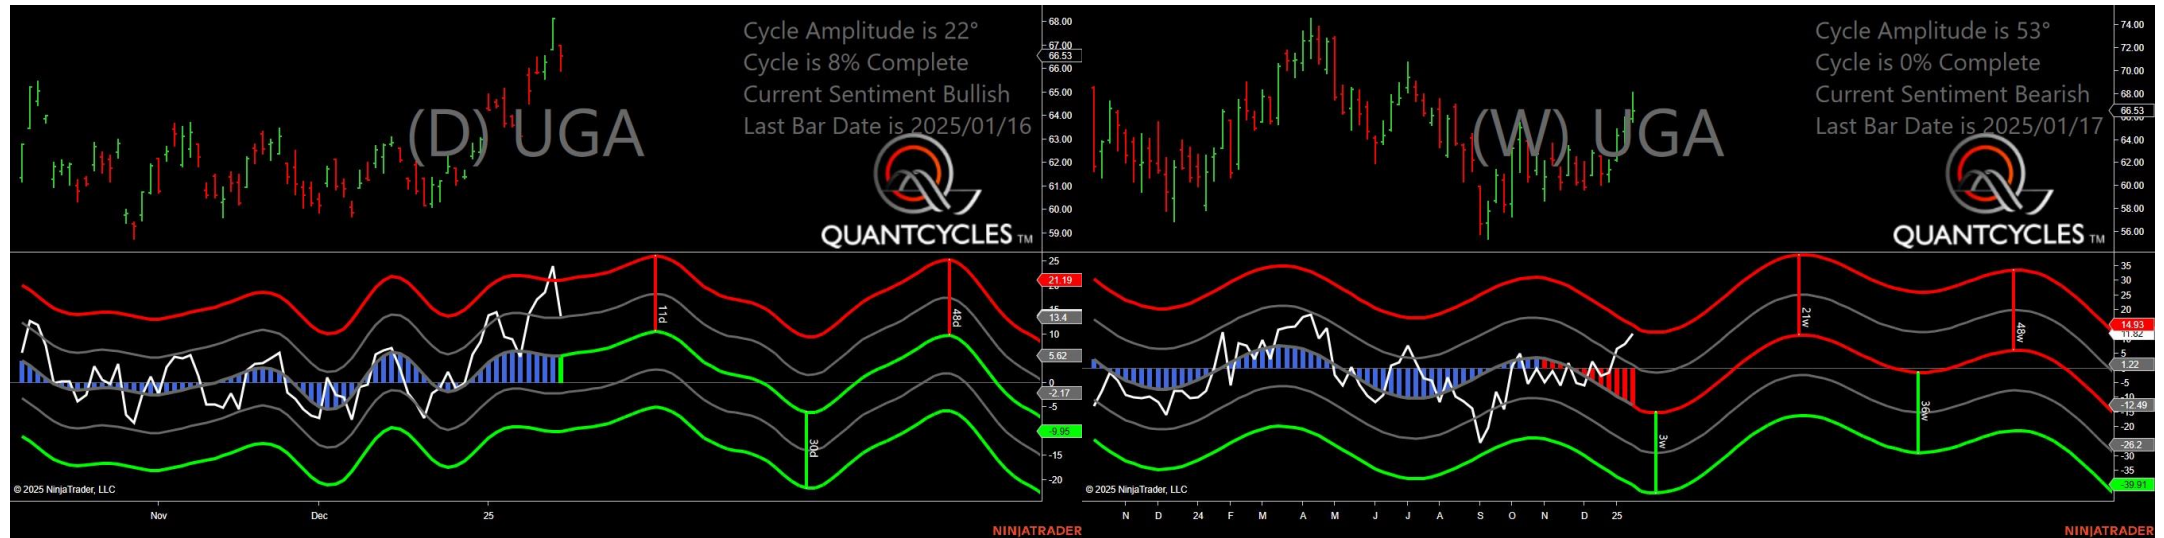 Cycle Amplitude is 22°
Cycle is 8% Complete
Current Sentiment Bullish
Last Bar Date is 2025/01/16
(D) UGA
QUANTCYCLES TM
68.00
67.00
66.53
66.00
65.00
64.00
63.00
62.00
61.00
60.00
59.00
25
21.19
13.4
10
5.62
0
-2.17
-5
-9.95
-15
-20
11d
30d
48d
© 2025 NinjaTrader, LLC
Nov Dec 25
NINJATRADER
Cycle Amplitude is 53°
Cycle is 0% Complete
Current Sentiment Bearish
Last Bar Date is 2025/01/17
(W) UGA
QUANTCYCLES TM
74.00
72.00
70.00
68.00
66.53
64.00
62.00
60.00
58.00
56.00
35
30
25
20
14.93
11.82
5
1.22
-5
-12.49
-15
-20
-26.2
-30
-35
-39.91
3w
21w
36w
48w
© 2025 NinjaTrader, LLC
N D 24 F M A M J J A S O N D 25
NINJATRADER